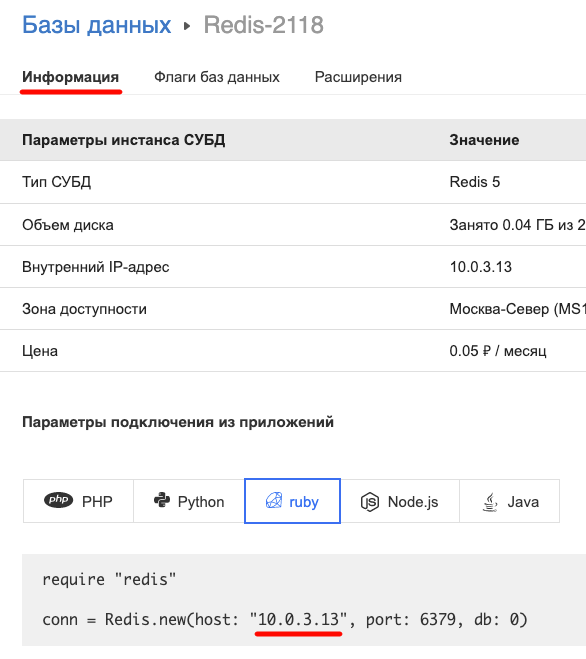 Базы данных ▸ Redis-2118
Информация Флаги баз данных Расширения
Параметры инстанса СУБД Значение
Тип СУБД Redis 5
Объем диска Занято 0.04 ГБ из 2
Внутренний IP-адрес 10.0.3.13
Зона доступности Москва-Север (MS1
Цена 0.05 ₽ / месяц
Параметры подключения из приложений
php PHP Python ruby JS Node.js Java
require "redis"
conn = Redis.new(host: "10.0.3.13", port: 6379, db: 0)